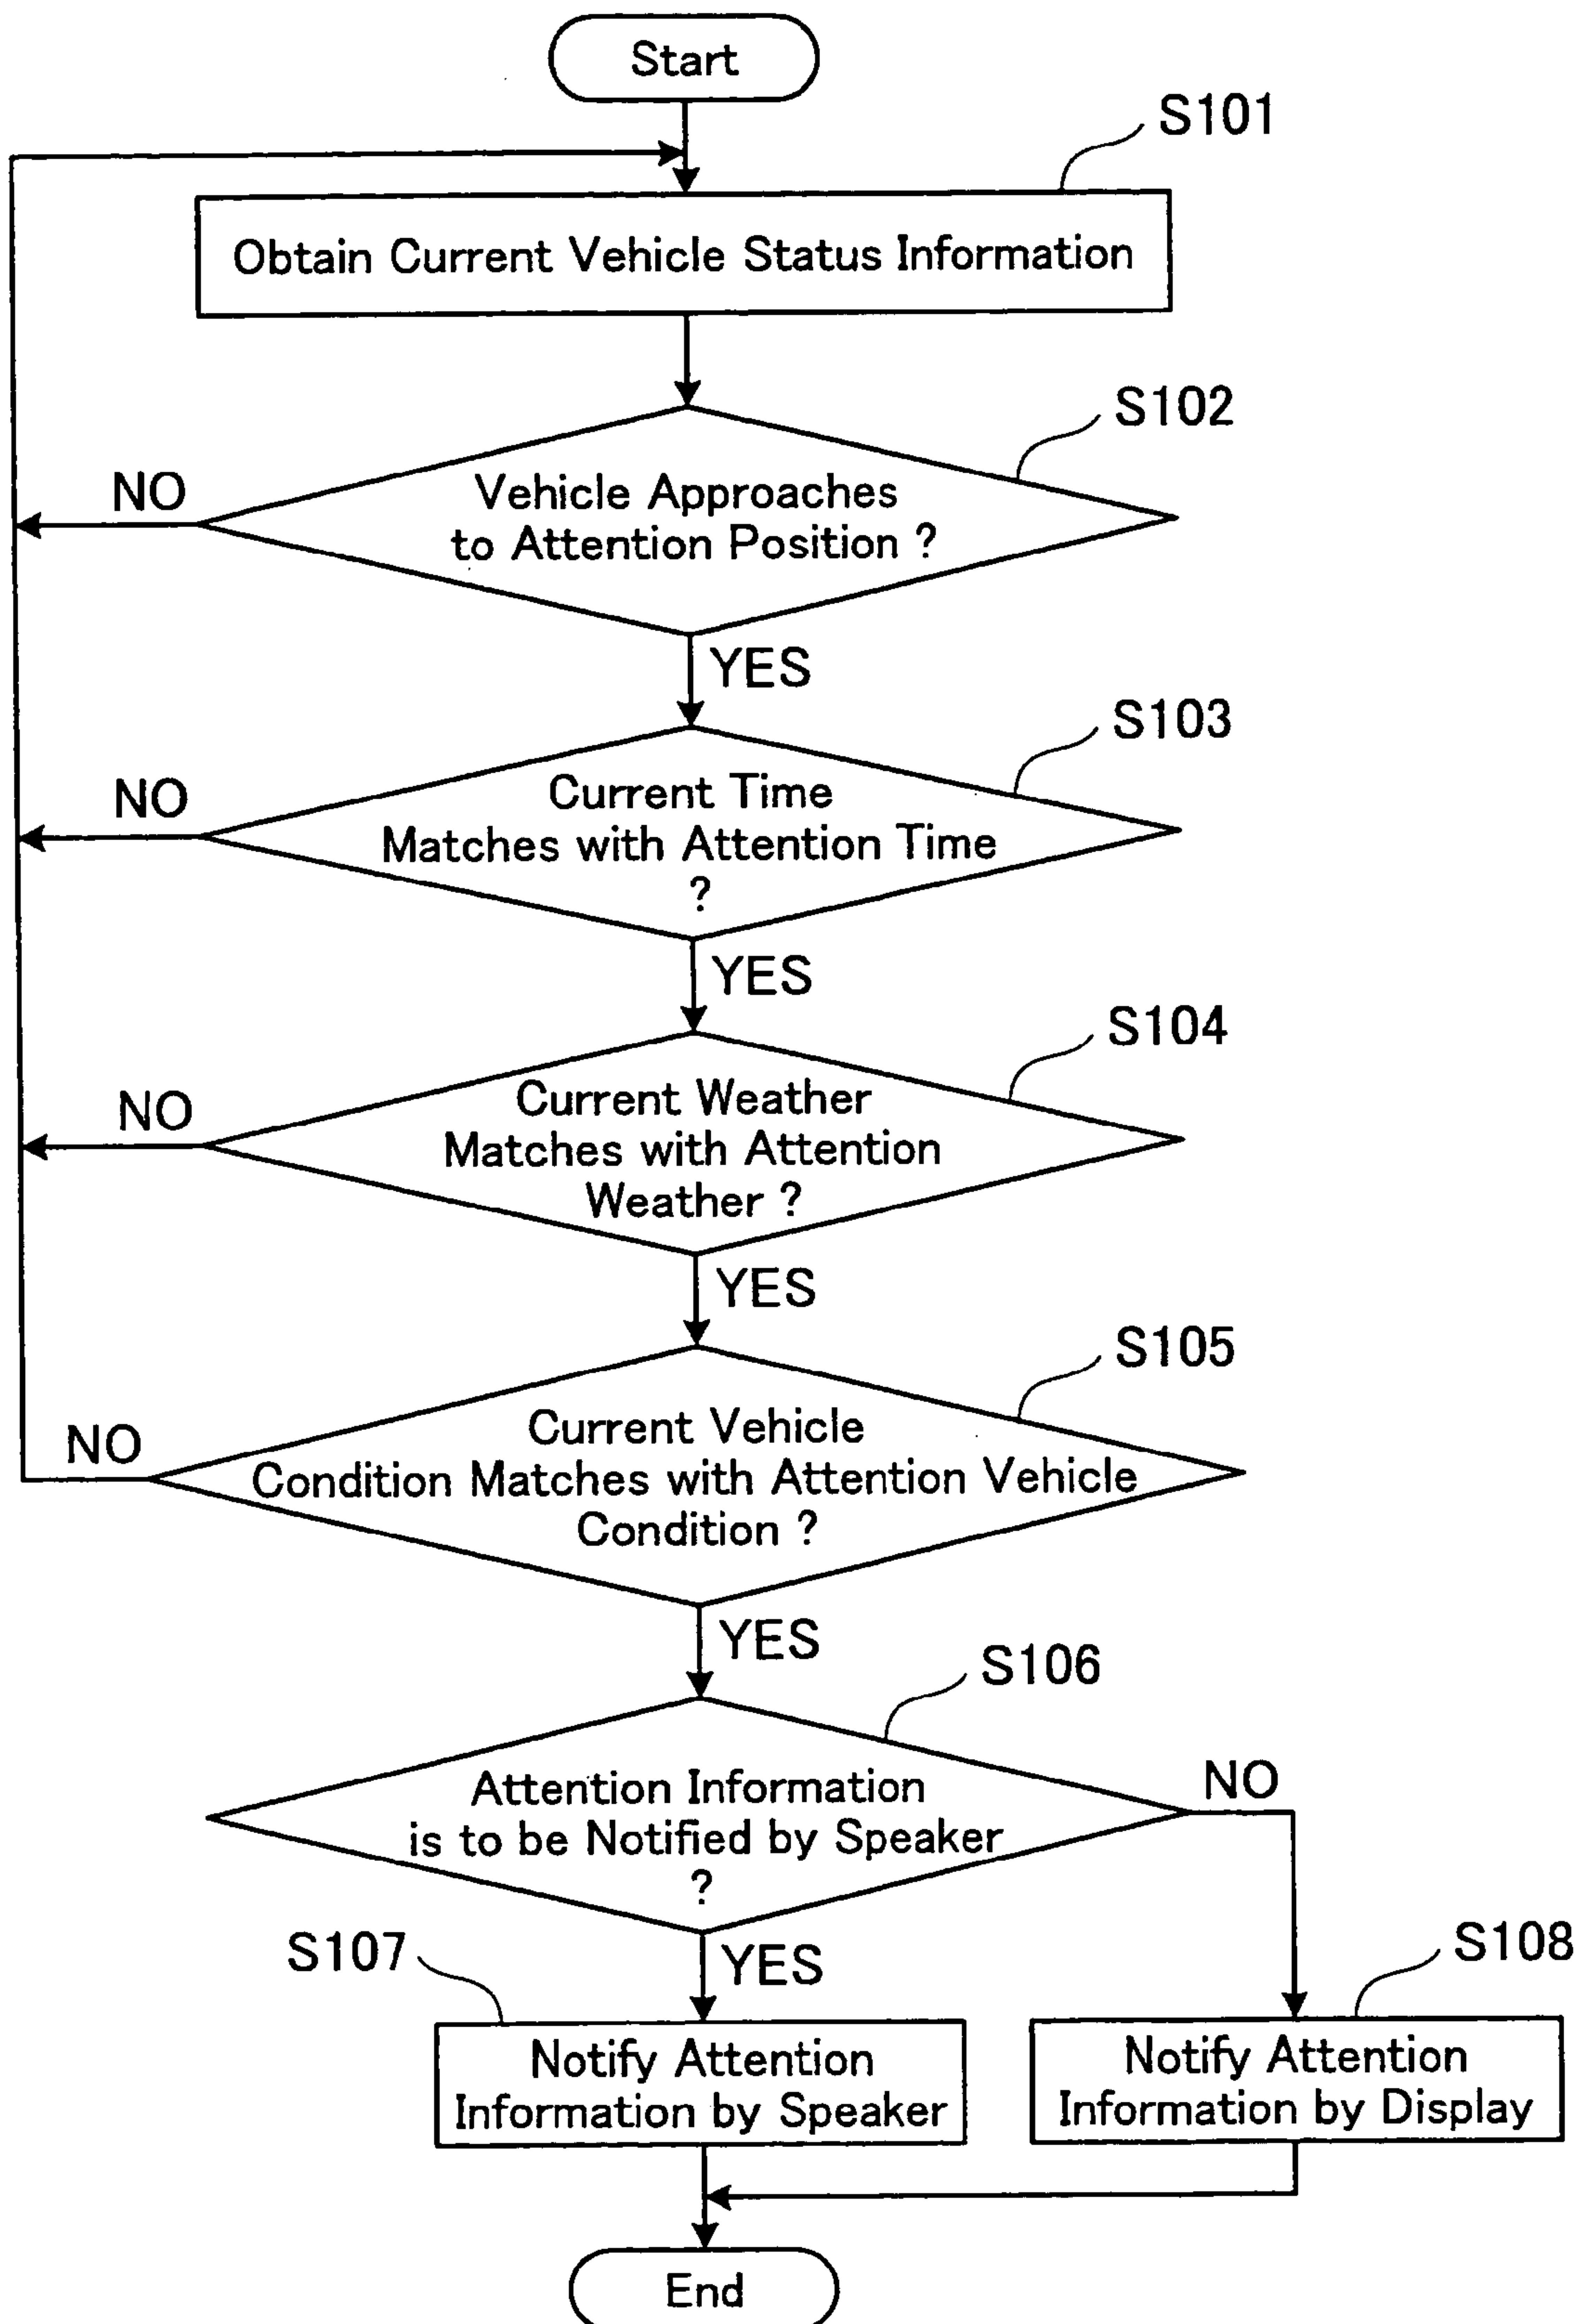 Start
S101
Obtain Current Vehicle Status Information
S102
NO
Vehicle Approaches
to Attention Position ?
YES
S103
NO
Current Time
Matches with Attention Time
?
YES
S104
NO
Current Weather
Matches with Attention
Weather ?
YES
S105
NO
Current Vehicle
Condition Matches with Attention Vehicle
Condition ?
YES
S106
NO
Attention Information
is to be Notified by Speaker
?
S107
YES
S108
Notify Attention
Information by Speaker
Notify Attention
Information by Display
End